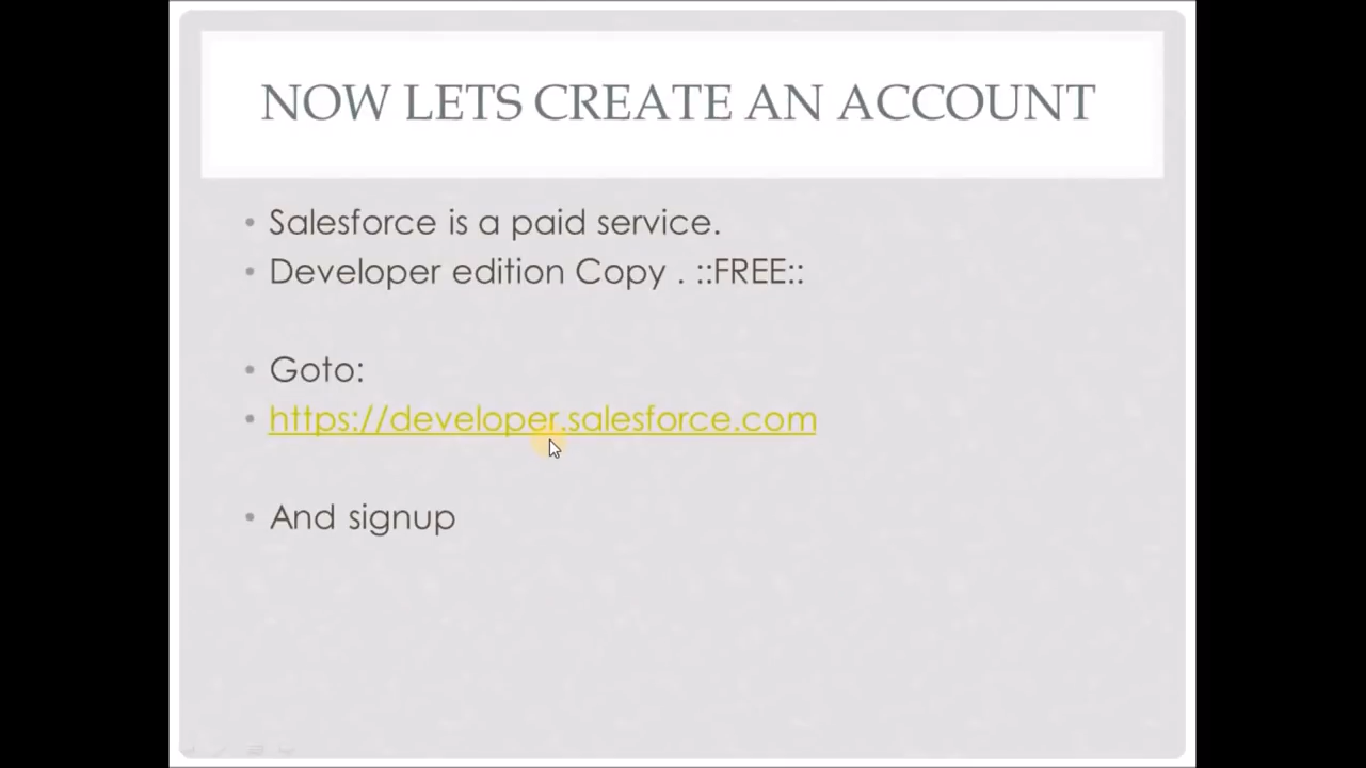 NOW LETS CREATE AN ACCOUNT
• Salesforce is a paid service.
• Developer edition Copy . ::FREE::
• Goto:
• https://developer.salesforce.com
• And signup